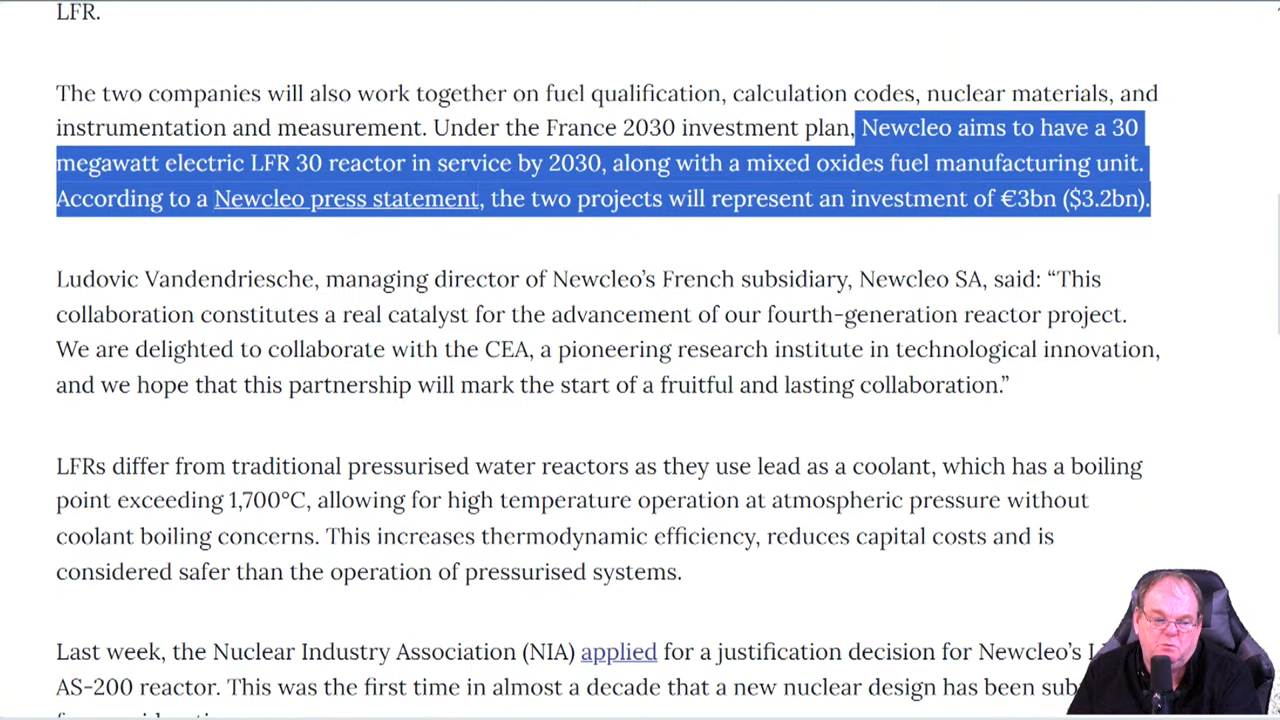 LFR.
The two companies will also work together on fuel qualification, calculation codes, nuclear materials, and
instrumentation and measurement. Under the France 2030 investment plan, Newcleo aims to have a 30
megawatt electric LFR 30 reactor in service by 2030, along with a mixed oxides fuel manufacturing unit.
According to a Newcleo press statement, the two projects will represent an investment of €3bn ($3.2bn).
Ludovic Vandendriesche, managing director of Newcleo’s French subsidiary, Newcleo SA, said: “This
collaboration constitutes a real catalyst for the advancement of our fourth-generation reactor project.
We are delighted to collaborate with the CEA, a pioneering research institute in technological innovation,
and we hope that this partnership will mark the start of a fruitful and lasting collaboration.”
LFRs differ from traditional pressurised water reactors as they use lead as a coolant, which has a boiling
point exceeding 1,700°C, allowing for high temperature operation at atmospheric pressure without
coolant boiling concerns. This increases thermodynamic efficiency, reduces capital costs and is
considered safer than the operation of pressurised systems.
Last week, the Nuclear Industry Association (NIA) applied for a justification decision for Newcleo’s
AS-200 reactor. This was the first time in almost a decade that a new nuclear design has been